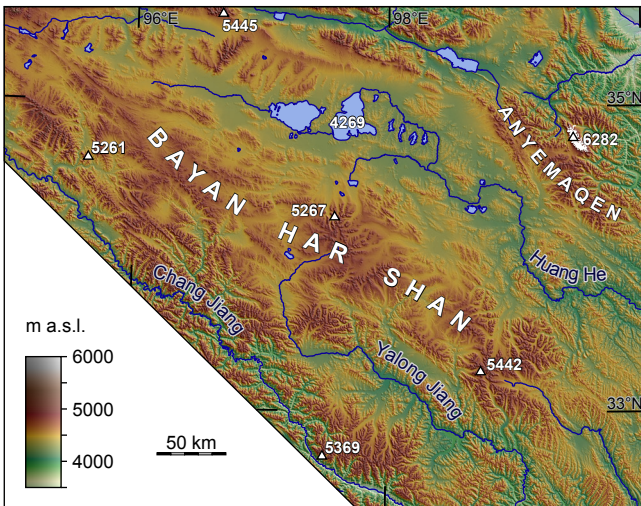 96°E
5445
98°E
35°N
4269
ANYEMAQEN
6282
5261
BAYAN HAR SHAN
5267
Huang He
Chang Jiang
m a.s.l.
6000
5000
4000
Yalong Jiang
5442
33°N
50 km
5369